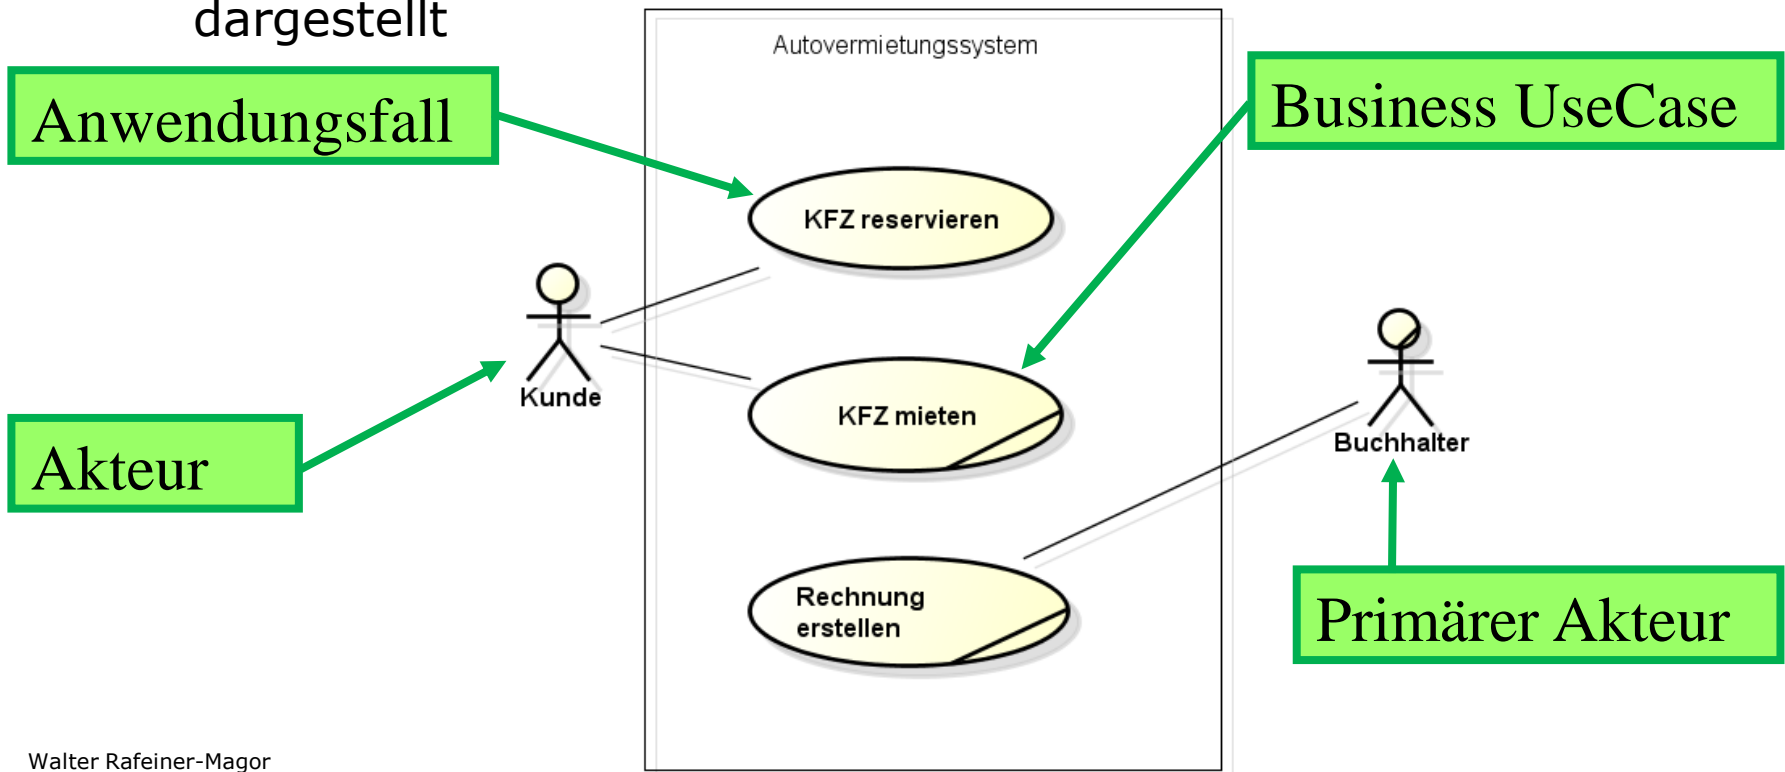 dargestellt
Autovermietungssystem
Anwendungsfall
Business UseCase
KFZ reservieren
Kunde
KFZ mieten
Buchhalter
Akteur
Rechnung
erstellen
Primärer Akteur
Walter Rafeiner-Magor